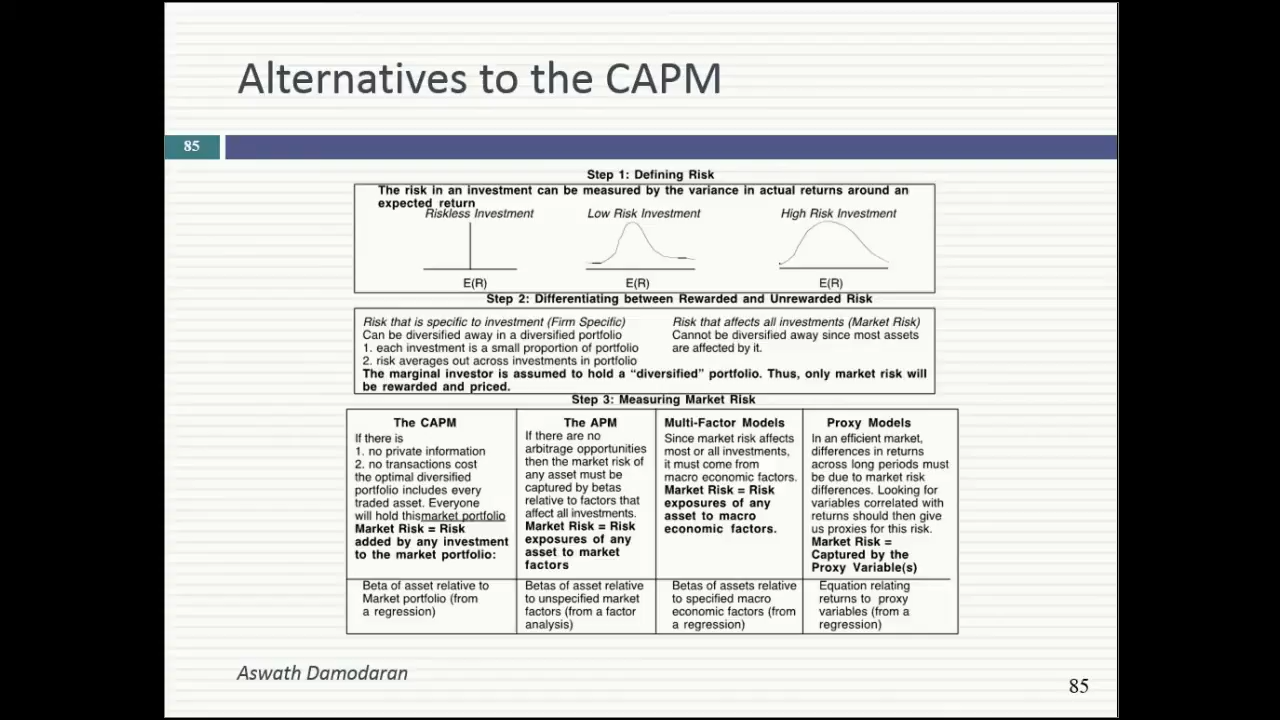 Alternatives to the CAPM
85
Step 1: Defining Risk
The risk in an investment can be measured by the variance in actual returns around an
expected return
Riskless Investment
Low Risk Investment
High Risk Investment
E(R)
E(R)
E(R)
Step 2: Differentiating between Rewarded and Unrewarded Risk
Risk that is specific to investment (Firm Specific)
Can be diversified away in a diversified portfolio
1. each investment is a small proportion of portfolio
2. risk averages out across investments in portfolio
Risk that affects all investments (Market Risk)
Cannot be diversified away since most assets
are affected by it.
The marginal investor is assumed to hold a “diversified” portfolio. Thus, only market risk will
be rewarded and priced.
Step 3: Measuring Market Risk
The CAPM
If there is
1. no private information
2. no transactions cost
the optimal diversified
portfolio includes every
traded asset. Everyone
will hold this market portfolio
Market Risk = Risk
added by any investment
to the market portfolio:
The APM
If there are no
arbitrage opportunities
then the market risk of
any asset must be
captured by betas
relative to factors that
affect all investments.
Market Risk = Risk
exposures of any
asset to market
factors
Multi-Factor Models
Since market risk affects
most or all investments,
it must come from
macro economic factors.
Market Risk = Risk
exposures of any
asset to macro
economic factors.
Proxy Models
In an efficient market,
differences in returns
across long periods must
be due to market risk
differences. Looking for
variables correlated with
returns should then give
us proxies for this risk.
Market Risk =
Captured by the
Proxy Variable(s)
Beta of asset relative to
Market portfolio (from
a regression)
Betas of asset relative
to unspecified market
factors (from a factor
analysis)
Betas of assets relative
to specified macro
economic factors (from
a regression)
Equation relating
returns to proxy
variables (from a
regression)
Aswath Damodaran
85